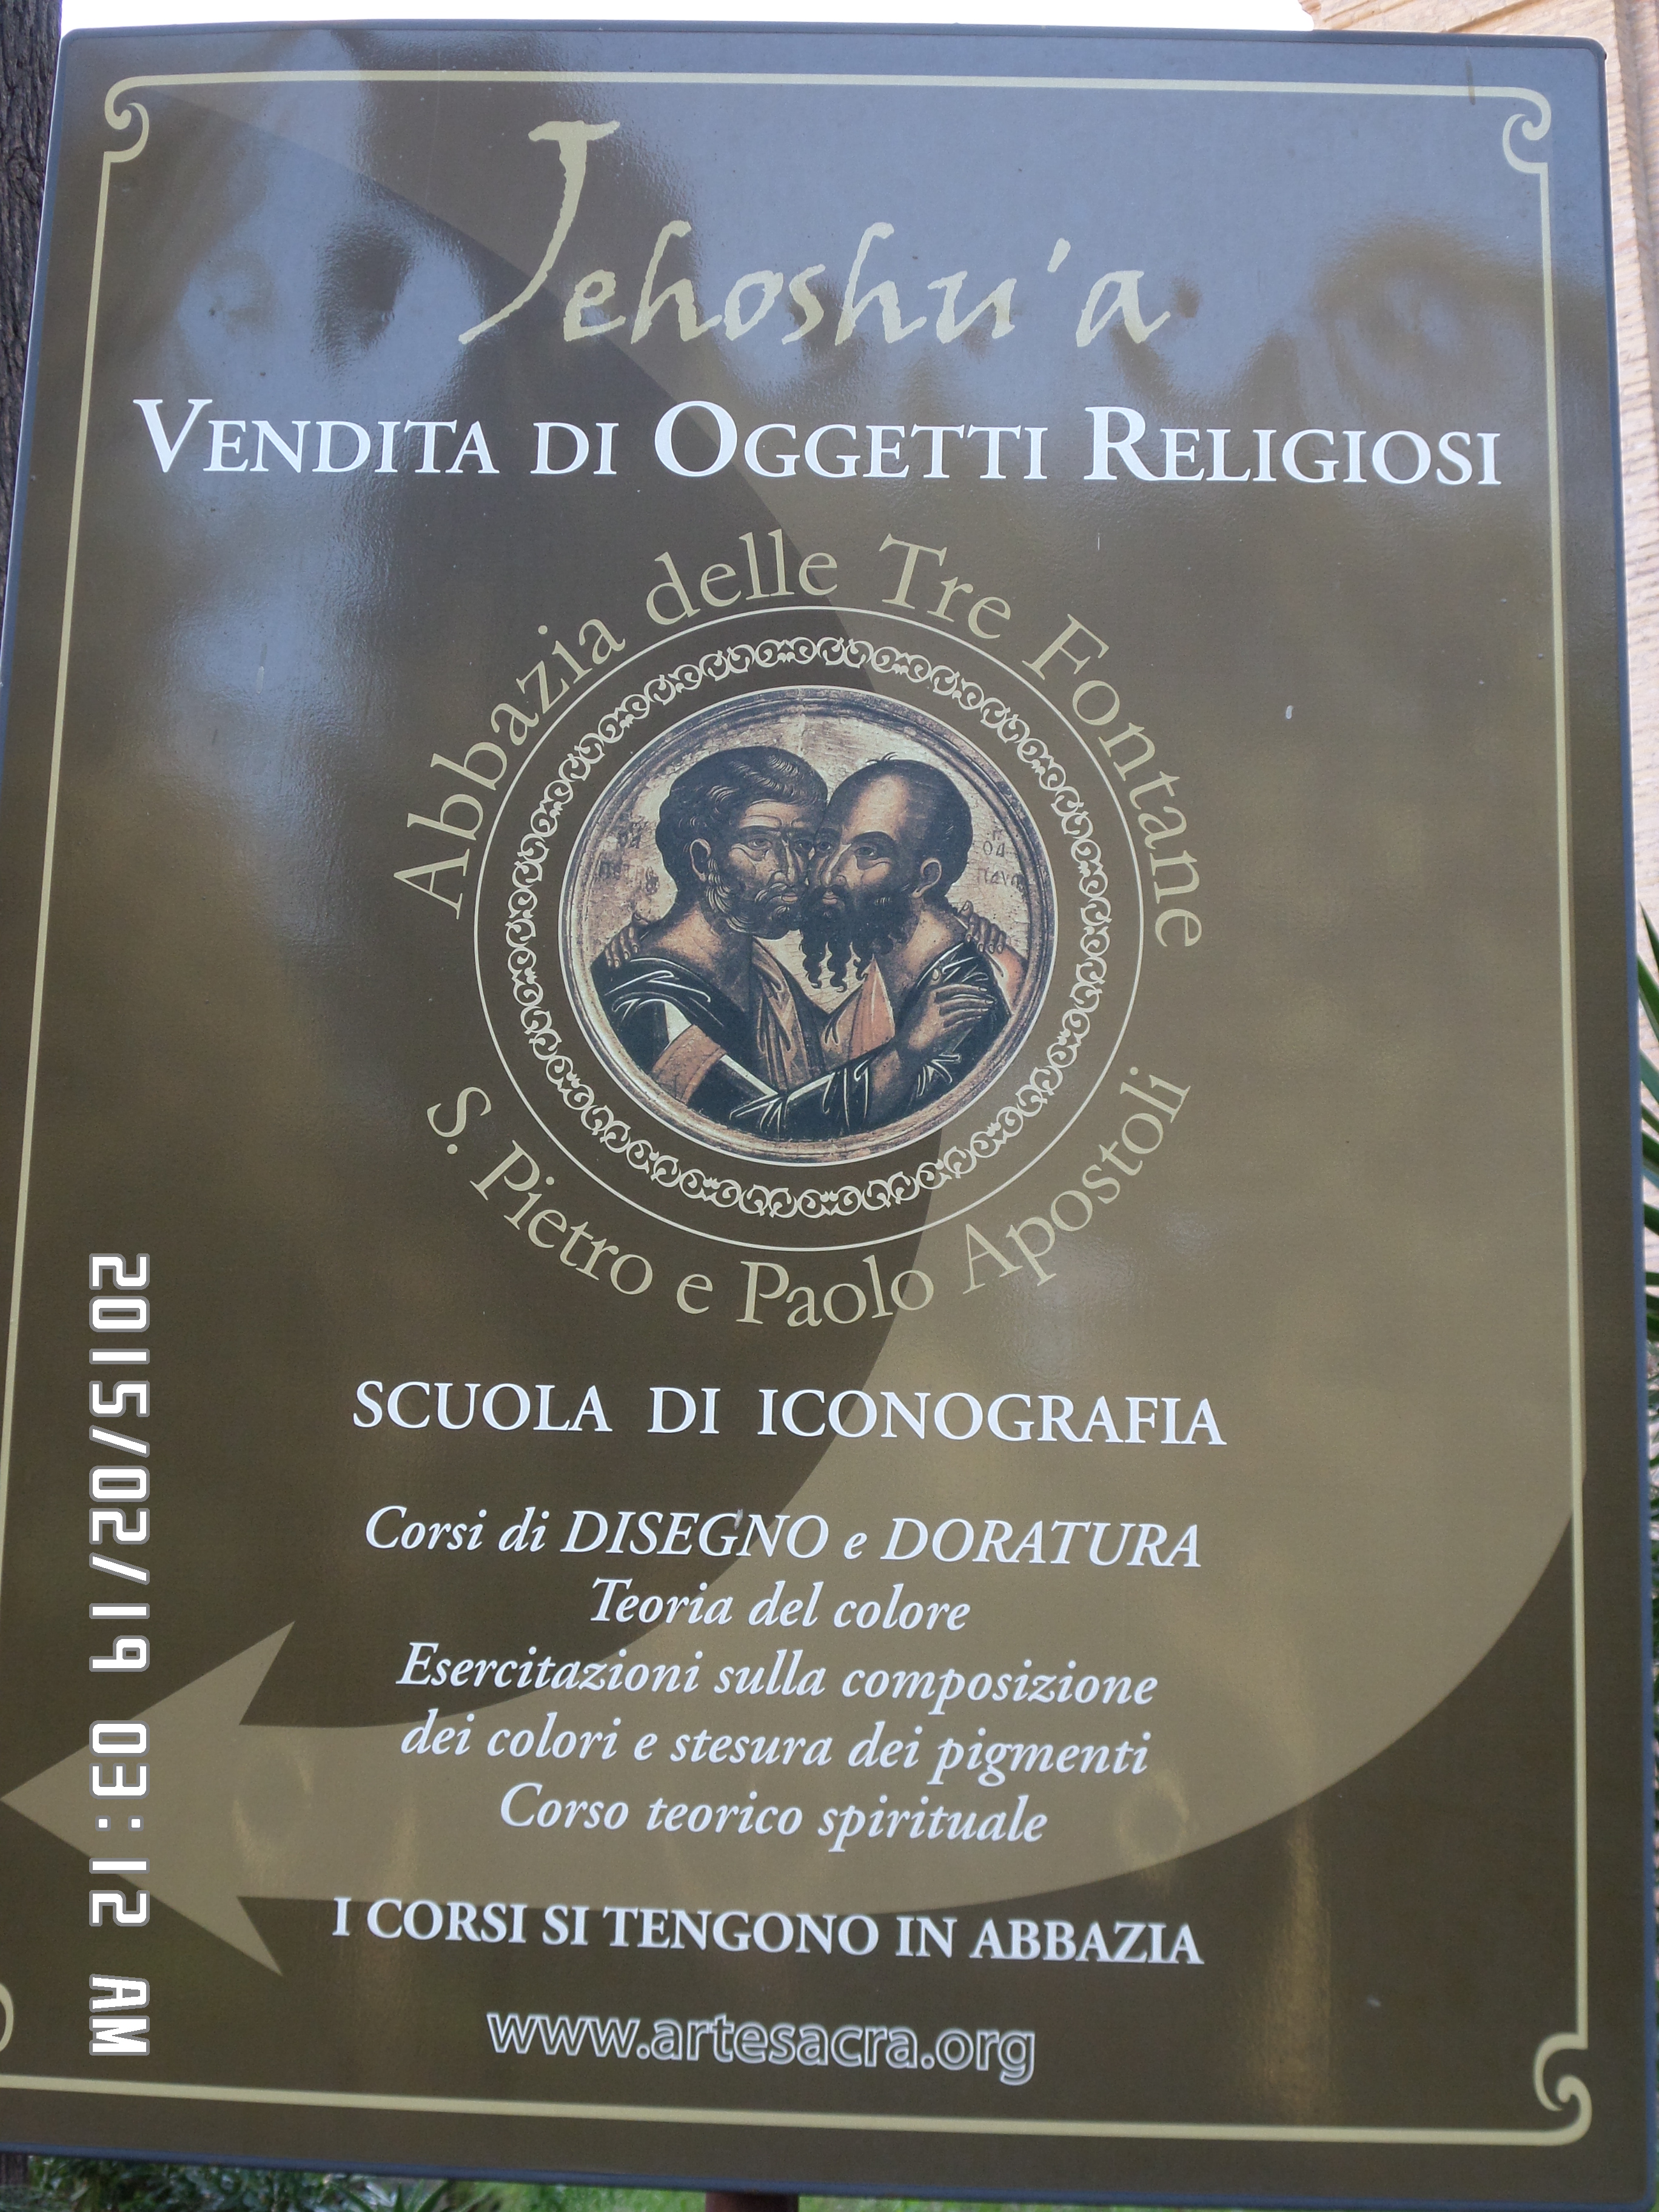 Jehoshu'a
VENDITA DI OGGETTI RELIGIOSI
Abbazia delle Tre Fontane
S. Pietro e Paolo Apostoli
SCUOLA DI ICONOGRAFIA
Corsi di DISEGNO e DORATURA
Teoria del colore
Esercitazioni sulla composizione
dei colori e stesura dei pigmenti
Corso teorico spirituale
I CORSI SI TENGONO IN ABBAZIA
www.artesacra.org
2015/02/19 03:12 AM